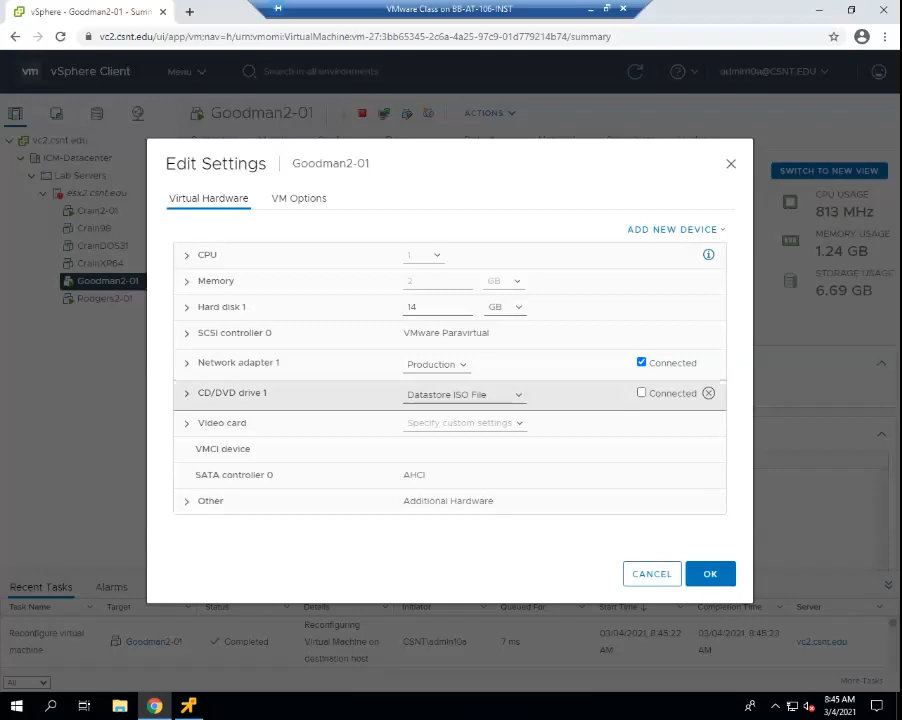 vSphere - Goodman2-01 - Summ
VMware Class on BB-AT-106-INST
vc2.csnt.edu/ui/app/vm;nav=h/urn:vmomi:VirtualMachine:vm-27:3bb65345-2c6a-4a25-97c9-01d779214b74/summary
vm vSphere Client Menu Search in all environments admin10a@CSNT.EDU
Goodman2-01 ACTIONS
vc2.csnt.edu
ICM-Datacenter
Lab Servers
esx2.csnt.edu
Crain2-01
Crain98
CrainDOS31
CrainXP64
Goodman2-01
Rodgers2-01
SWITCH TO NEW VIEW
CPU USAGE
813 MHz
MEMORY USAGE
1.24 GB
STORAGE USAGE
6.69 GB
Edit Settings Goodman2-01
Virtual Hardware VM Options
ADD NEW DEVICE
CPU 1
Memory 2 GB
Hard disk 1 14 GB
SCSI controller 0 VMware Paravirtual
Network adapter 1 Production Connected
CD/DVD drive 1 Datastore ISO File Connected
Video card Specify custom settings
VMCI device
SATA controller 0 AHCI
Other Additional Hardware
CANCEL OK
Recent Tasks Alarms
Task Name Target Status Details Initiator Queued For Start Time Completion Time Server
Reconfigure virtual machine Goodman2-01 Completed Reconfiguring Virtual Machine on destination host CSNT\admin10a 7 ms 03/04/2021, 8:45:22 AM 03/04/2021, 8:45:22 AM vc2.csnt.edu
All More Tasks
8:45 AM
3/4/2021